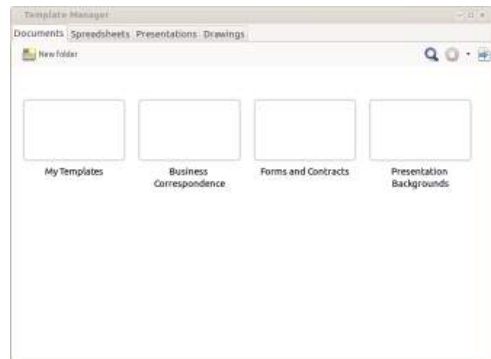 Template Manager
Documents Spreadsheets Presentations Drawings
New folder
My Templates
Business
Correspondence
Forms and Contracts
Presentation
Backgrounds